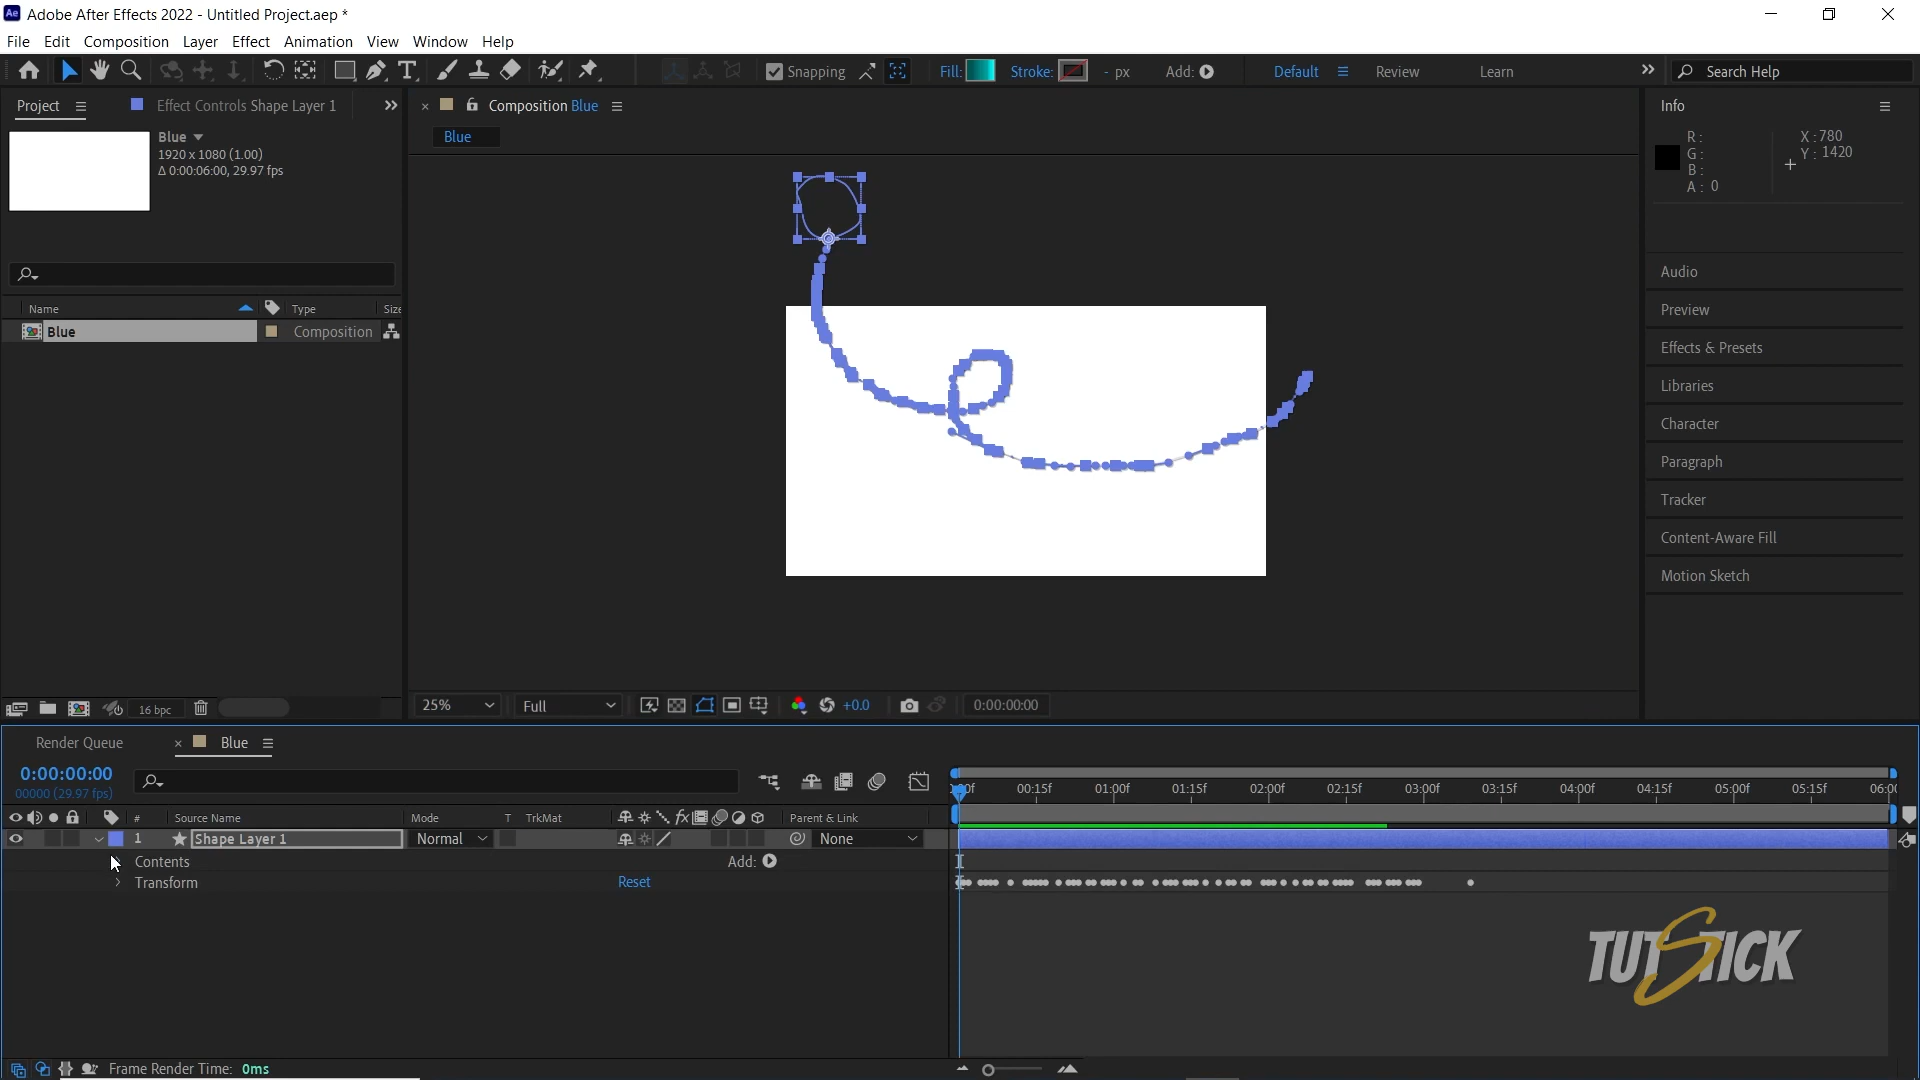 Adobe After Effects 2022 - Untitled Project.aep *
File Edit Composition Layer Effect Animation View Window Help
Snapping Fill: Stroke: - px Add: Default Review Learn Search Help
Project Effect Controls Shape Layer 1 Composition Blue Info
Blue
1920 x 1080 (1.00)
Δ 0:00:06:00, 29.97 fps
Blue
R:
G:
B:
A: 0
X: 780
Y: 1420
Name Type Size
Blue Composition
Audio
Preview
Effects & Presets
Libraries
Character
Paragraph
Tracker
Content-Aware Fill
Motion Sketch
16 bpc
25% Full +0.0 0:00:00:00
Render Queue Blue
0:00:00:00
00000 (29.97 fps)
00f 00:15f 01:00f 01:15f 02:00f 02:15f 03:00f 03:15f 04:00f 04:15f 05:00f 05:15f 06:00
# Source Name Mode T TrkMat fx Parent & Link
1 Shape Layer 1 Normal None
Contents Add:
Transform Reset
TUTSTICK
Frame Render Time: 0ms